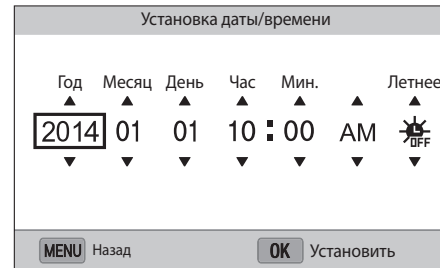 Установка даты/времени
Год Месяц День Час Мин. Летнее
2014 01 01 10 : 00 AM OFF
MENU Назад OK Установить